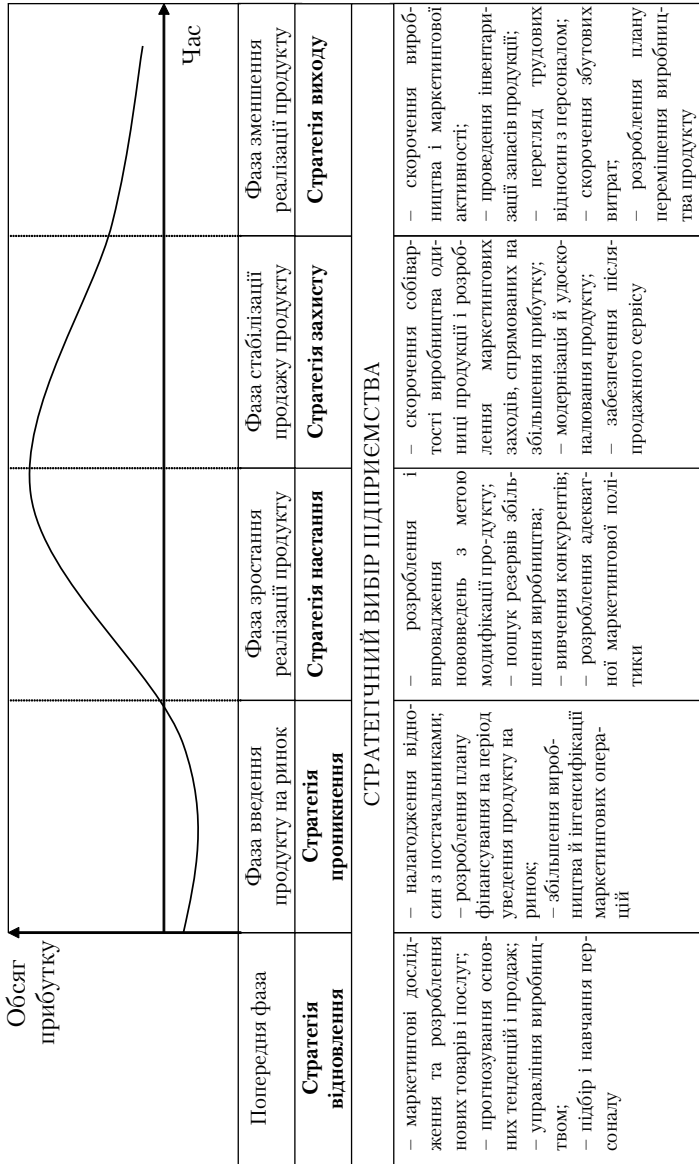 Обсяг
прибутку
Час
Попередня фаза
Фаза введення
продукту на ринок
Фаза зростання
реалізації продукту
Фаза стабілізації
продажу продукту
Фаза зменшення
реалізації продукту
Стратегія
відновлення
Стратегія
проникнення
Стратегія настання
Стратегія захисту
Стратегія виходу
СТРАТЕГІЧНИЙ ВИБІР ПІДПРИЄМСТВА
– маркетингові дослід-
ження та розроблення
нових товарів і послуг;
– прогнозування основ-
них тенденцій і продаж;
– управління виробниц-
твом;
– підбір і навчання пер-
соналу
– налагодження відно-
син з постачальниками;
– розроблення плану
фінансування на період
уведення продукту на
ринок;
– збільшення вироб-
ництва й інтенсифікації
маркетингових опера-
цій
– розроблення і
впровадження
нововведень з метою
модифікації про-дукту;
– пошук резервів збіль-
шення виробництва;
– вивчення конкурентів;
– розроблення адекват-
ної маркетингової полі-
тики
– скорочення собівар-
тості виробництва оди-
ниці продукції і розроб-
лення маркетингових
заходів, спрямованих на
збільшення прибутку;
– модернізація й удоско-
налювання продукту;
– забезпечення після-
продажного сервісу
– скорочення вироб-
ництва і маркетингової
активності;
– проведення інвентари-
зації запасів продукції;
– перегляд трудових
відносин з персоналом;
– скорочення збутових
витрат;
– розроблення плану
переміщення виробниц-
тва продукту